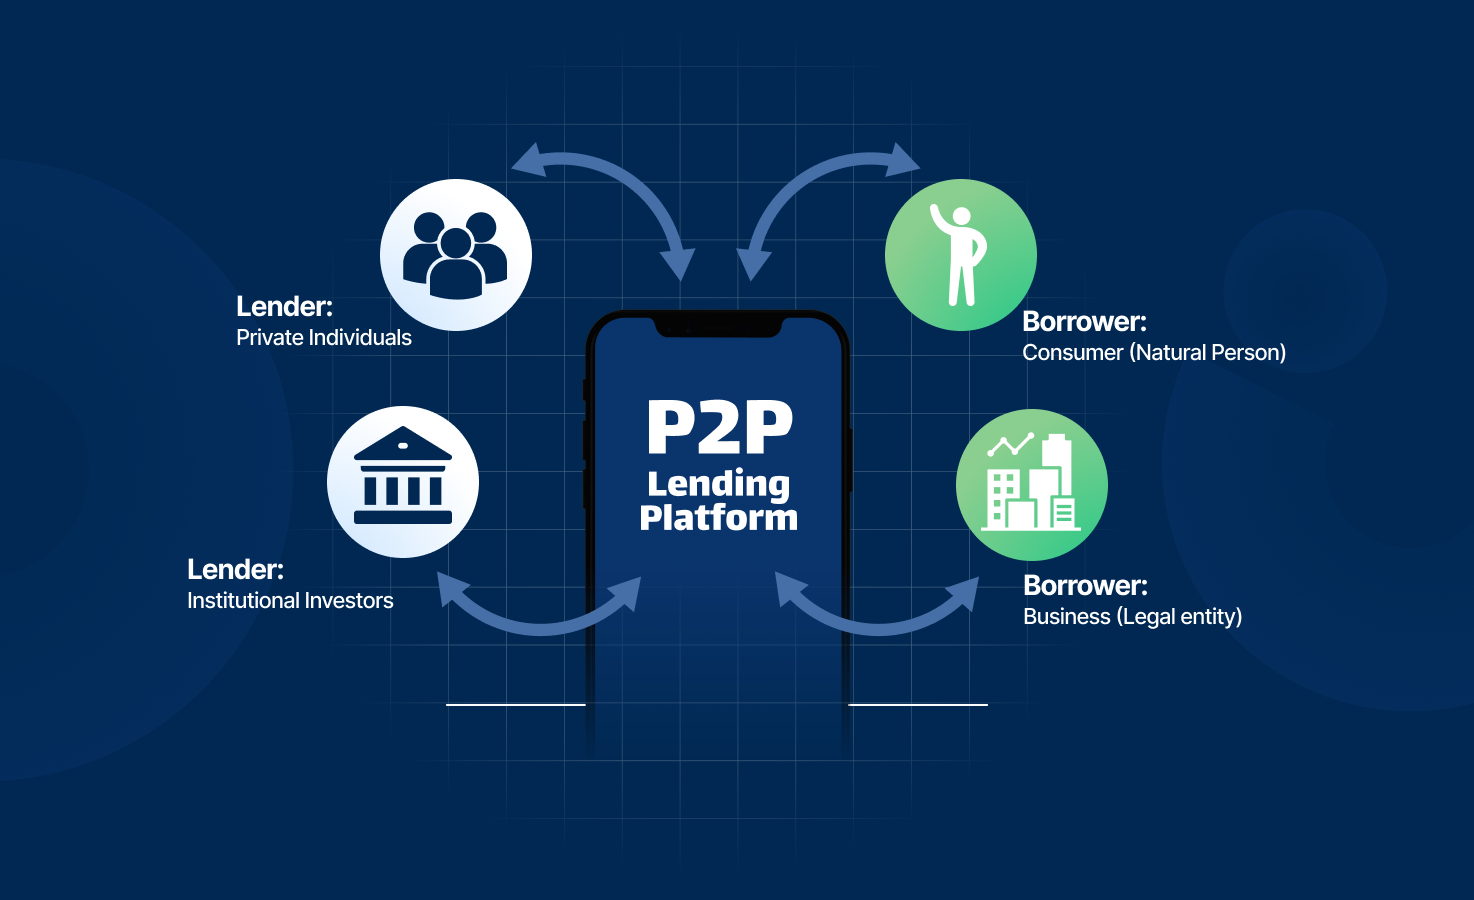 Lender:
Private Individuals
Lender:
Institutional Investors
P2P
Lending
Platform
Borrower:
Consumer (Natural Person)
Borrower:
Business (Legal entity)